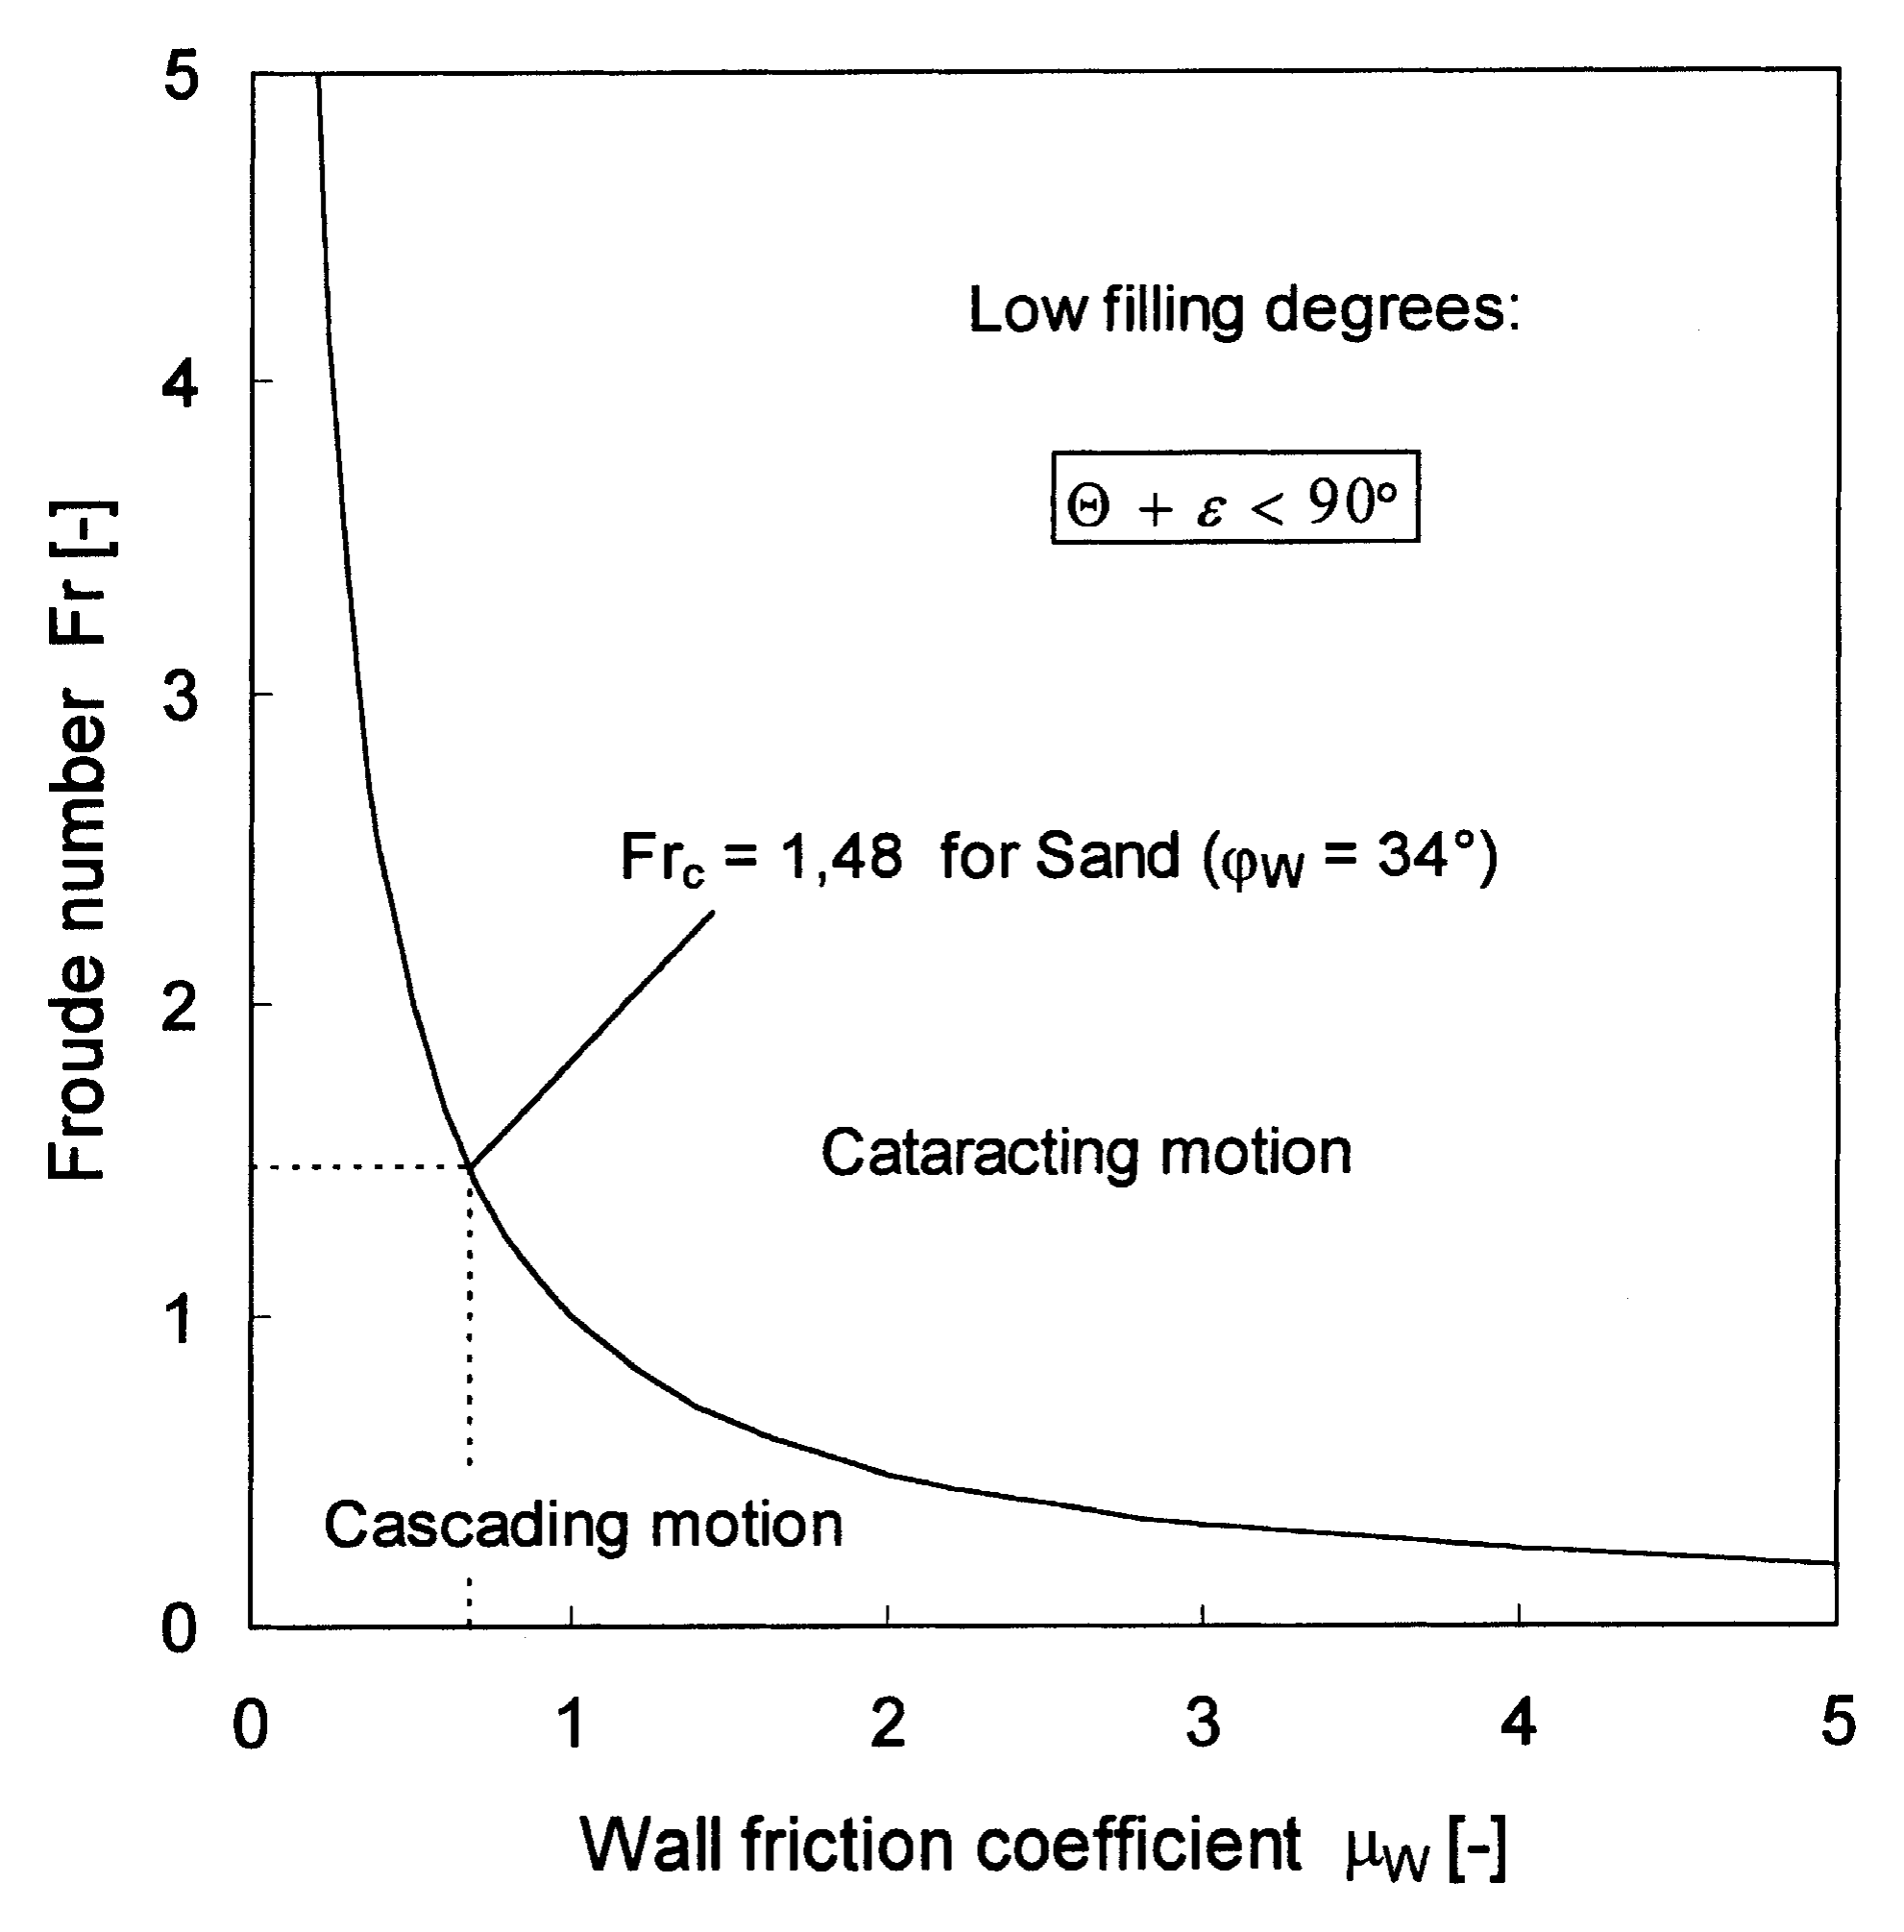 5
4
3
2
1
0
Froude number Fr [-]
Low filling degrees:
Θ + ε < 90°
Frc = 1,48 for Sand (φW = 34°)
Cataracting motion
Cascading motion
0 1 2 3 4 5
Wall friction coefficient μW [-]